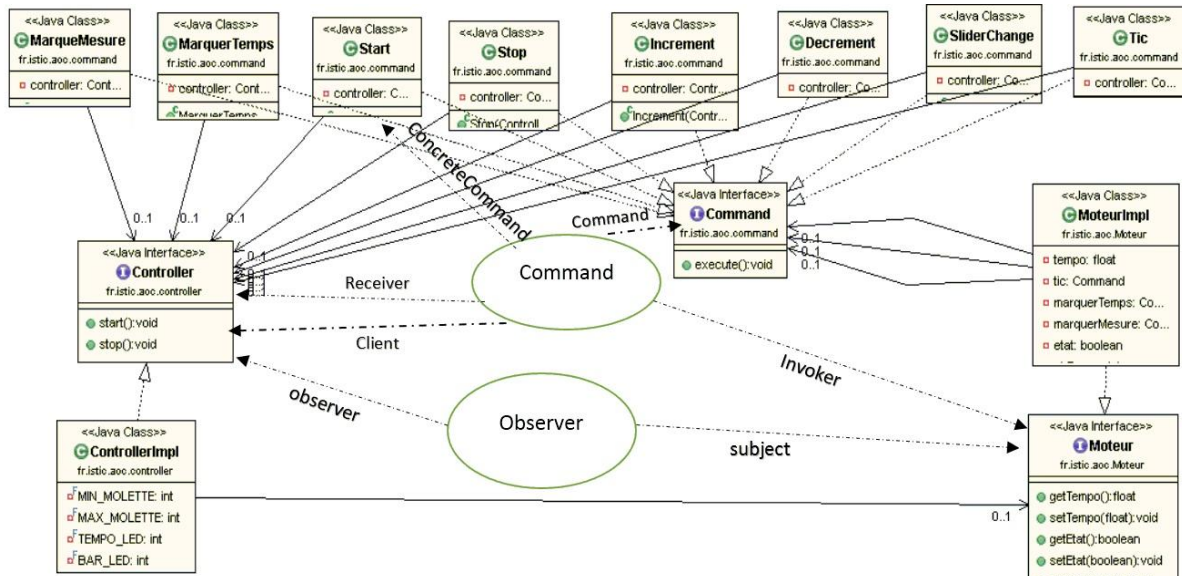 <<Java Class>>
MarqueMesure
fr.istic.aoc.command
controller: Cont...
<<Java Class>>
MarquerTemps
fr.istic.aoc.command
controller: Cont...
MarquerTemps
<<Java Class>>
Start
fr.istic.aoc.command
controller: C...
<<Java Class>>
Stop
fr.istic.aoc.command
controller: Co...
Stop(Controll
<<Java Class>>
Increment
fr.istic.aoc.command
controller: Co...
Increment(Contr...
<<Java Class>>
Decrement
fr.istic.aoc.command
controller: Co...
<<Java Class>>
SliderChange
fr.istic.aoc.command
controller: Co...
<<Java Class>>
Tic
fr.istic.aoc.command
controller: Co...
ConcreteCommand
Command
0..1
0..1
0..1
<<Java Interface>>
Controller
fr.istic.aoc.controller
start():void
stop():void
<<Java Interface>>
Command
fr.istic.aoc.command
execute():void
0..1
0..1
0..1
<<Java Class>>
MoteurImpl
fr.istic.aoc.Moteur
tempo: float
tic: Command
marquerTemps: Co...
marquerMesure: Co...
etat: boolean
Command
Receiver
Client
Invoker
observer
Observer
subject
<<Java Class>>
ControllerImpl
fr.istic.aoc.controller
MIN_MOLETTE: int
MAX_MOLETTE: int
TEMPO_LED: int
BAR_LED: int
0..1
<<Java Interface>>
Moteur
fr.istic.aoc.Moteur
getTempo():float
setTempo(float):void
getEtat():boolean
setEtat(boolean):void